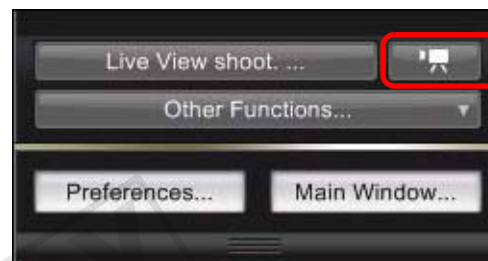 Live View shoot. ...
Other Functions...
Preferences... Main Window...